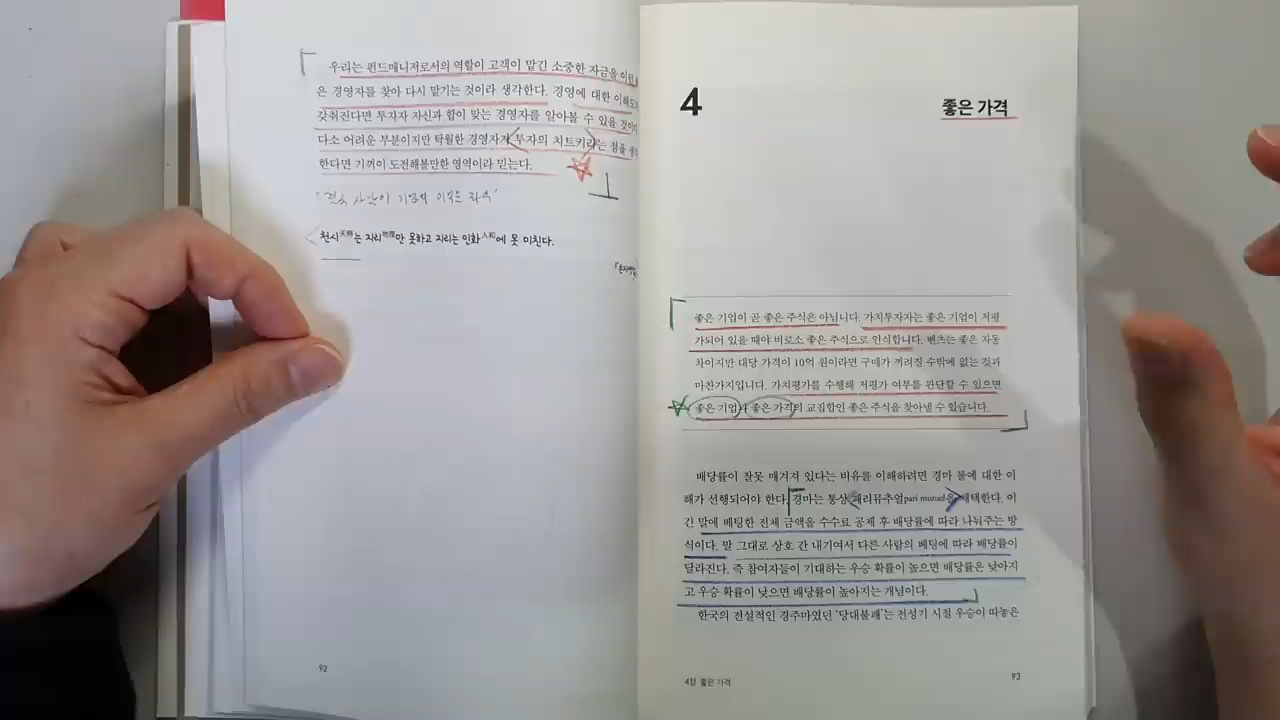 우리는 펀드매니저로서의 역할이 고객이 맡긴 소중한 자금을 이런
은 경영자를 찾아 다시 맡기는 것이라 생각한다. 경영에 대한 이해도
갖춰진다면 투자자 자신과 합이 맞는 경영자를 알아볼 수 있을 것이
다소 어려운 부분이지만 탁월한 경영자가 투자의 치트키라는 점을
한다면 기꺼이 도전해볼만한 영역이라 믿는다.
천시天時는 지리地理만 못하고 지리는 인화人和에 못 미친다.
92
4
좋은 가격
좋은 기업이 곧 좋은 주식은 아닙니다. 가치투자자는 좋은 기업이 저평
가되어 있을 때야 비로소 좋은 주식으로 인식합니다. 벤츠는 좋은 자동
차이지만 대당 가격이 10억 원이라면 구매가 꺼려질 수밖에 없는 것과
마찬가지입니다. 가치평가를 수행해 저평가 여부를 판단할 수 있으면
좋은 기업과 좋은 가격의 교집합인 좋은 주식을 찾아낼 수 있습니다.
배당률이 잘못 매겨져 있다는 비유를 이해하려면 경마 룰에 대한 이
해가 선행되어야 한다. 경마는 통상 패리뮤추얼pari mutuel을 채택한다. 이
긴 말에 베팅한 전체 금액을 수수료 공제 후 배당률에 따라 나눠주는 방
식이다. 말 그대로 상호 간 내기여서 다른 사람의 베팅에 따라 배당률이
달라진다. 즉 참여자들이 기대하는 우승 확률이 높으면 배당률은 낮아지
고 우승 확률이 낮으면 배당률이 높아지는 개념이다.
한국의 전설적인 경주마였던 '당대불패'는 전성기 시절 우승이 따놓은
4장 좋은 가격
93